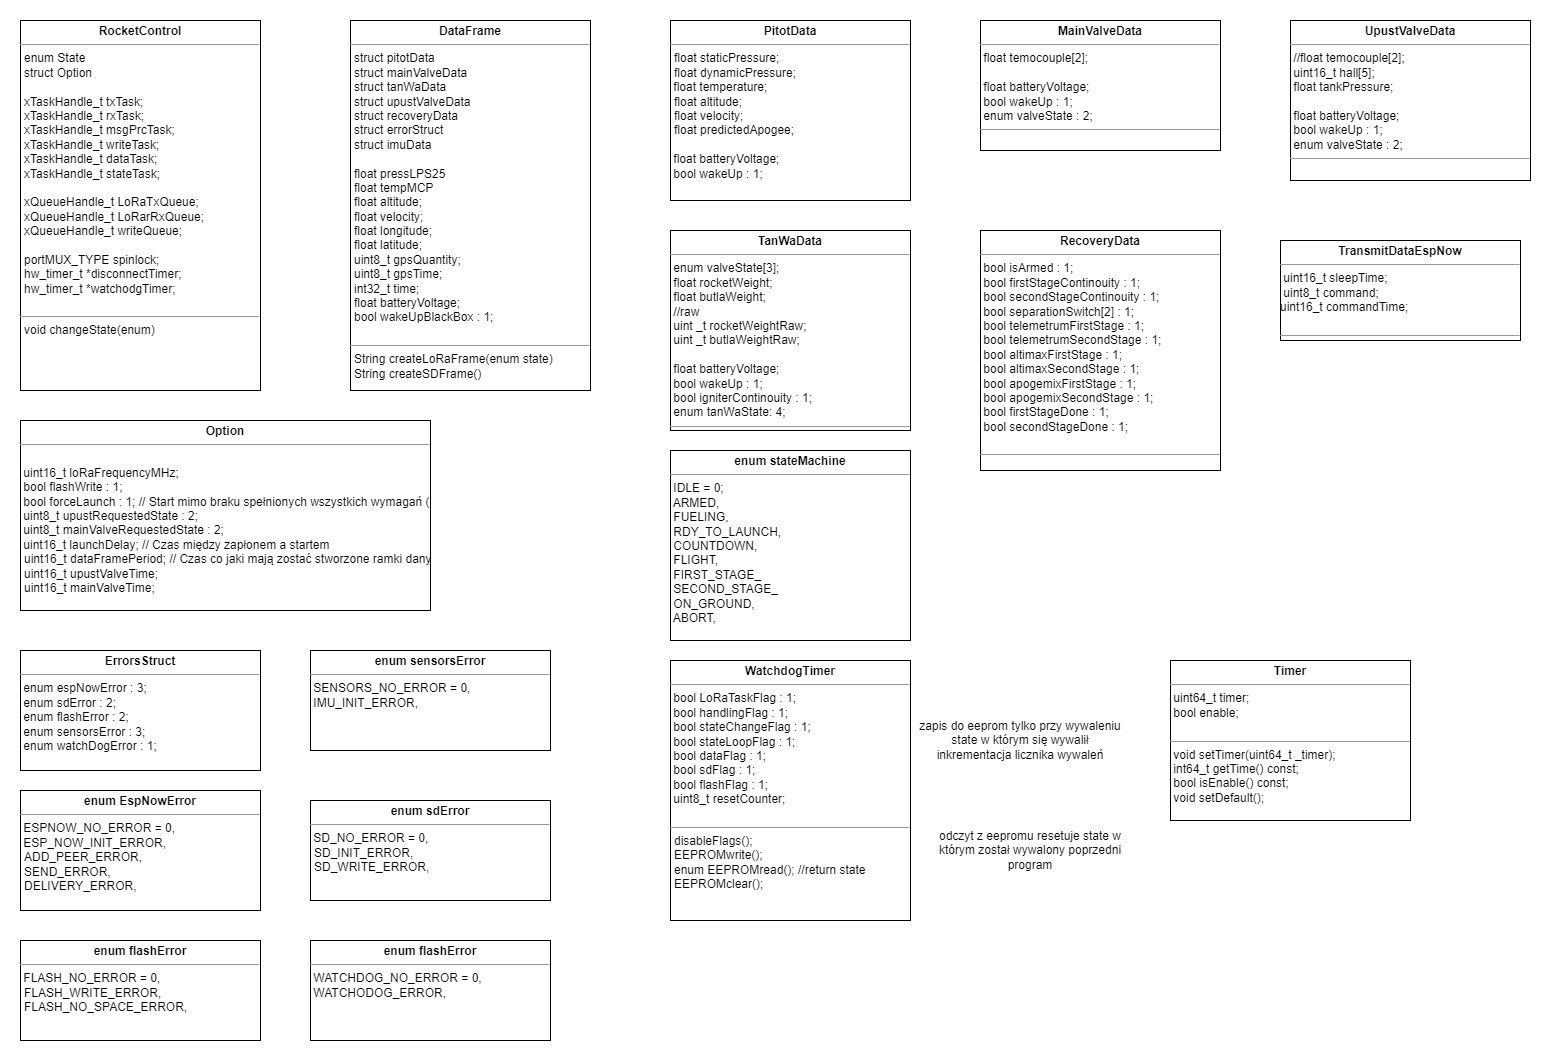 RocketControl
enum State
struct Option
xTaskHandle_t txTask;
xTaskHandle_t rxTask;
xTaskHandle_t msgPrcTask;
xTaskHandle_t writeTask;
xTaskHandle_t dataTask;
xTaskHandle_t stateTask;
xQueueHandle_t LoRaTxQueue;
xQueueHandle_t LoRarRxQueue;
xQueueHandle_t writeQueue;
portMUX_TYPE spinlock;
hw_timer_t *disconnectTimer;
hw_timer_t *watchodgTimer;
void changeState(enum)
DataFrame
struct pitotData
struct mainValveData
struct tanWaData
struct upustValveData
struct recoveryData
struct errorStruct
struct imuData
float pressLPS25
float tempMCP
float altitude;
float velocity;
float longitude;
float latitude;
uint8_t gpsQuantity;
uint8_t gpsTime;
int32_t time;
float batteryVoltage;
bool wakeUpBlackBox : 1;
String createLoRaFrame(enum state)
String createSDFrame()
PitotData
float staticPressure;
float dynamicPressure;
float temperature;
float altitude;
float velocity;
float predictedApogee;
float batteryVoltage;
bool wakeUp : 1;
MainValveData
float temocouple[2];
float batteryVoltage;
bool wakeUp : 1;
enum valveState : 2;
UpustValveData
//float temocouple[2];
uint16_t hall[5];
float tankPressure;
float batteryVoltage;
bool wakeUp : 1;
enum valveState : 2;
TanWaData
enum valveState[3];
float rocketWeight;
float butlaWeight;
//raw
uint _t rocketWeightRaw;
uint _t butlaWeightRaw;
float batteryVoltage;
bool wakeUp : 1;
bool igniterContinouity : 1;
enum tanWaState: 4;
RecoveryData
bool isArmed : 1;
bool firstStageContinouity : 1;
bool secondStageContinouity : 1;
bool separationSwitch[2] : 1;
bool telemetrumFirstStage : 1;
bool telemetrumSecondStage : 1;
bool altimaxFirstStage : 1;
bool altimaxSecondStage : 1;
bool apogemixFirstStage : 1;
bool apogemixSecondStage : 1;
bool firstStageDone : 1;
bool secondStageDone : 1;
TransmitDataEspNow
uint16_t sleepTime;
uint8_t command;
uint16_t commandTime;
Option
uint16_t loRaFrequencyMHz;
bool flashWrite : 1;
bool forceLaunch : 1; // Start mimo braku spełnionych wszystkich wymagań (
uint8_t upustRequestedState : 2;
uint8_t mainValveRequestedState : 2;
uint16_t launchDelay; // Czas między zapłonem a startem
uint16_t dataFramePeriod; // Czas co jaki mają zostać stworzone ramki dany
uint16_t upustValveTime;
uint16_t mainValveTime;
enum stateMachine
IDLE = 0;
ARMED,
FUELING,
RDY_TO_LAUNCH,
COUNTDOWN,
FLIGHT,
FIRST_STAGE_
SECOND_STAGE_
ON_GROUND,
ABORT,
ErrorsStruct
enum espNowError : 3;
enum sdError : 2;
enum flashError : 2;
enum sensorsError : 3;
enum watchDogError : 1;
enum sensorsError
SENSORS_NO_ERROR = 0,
IMU_INIT_ERROR,
WatchdogTimer
bool LoRaTaskFlag : 1;
bool handlingFlag : 1;
bool stateChangeFlag : 1;
bool stateLoopFlag : 1;
bool dataFlag : 1;
bool sdFlag : 1;
bool flashFlag : 1;
uint8_t resetCounter;
disableFlags();
EEPROMwrite();
enum EEPROMread(); //return state
EEPROMclear();
zapis do eeprom tylko przy wywaleniu
state w którym się wywalił
inkrementacja licznika wywaleń
odczyt z eepromu resetuje state w
którym został wywalony poprzedni
program
Timer
uint64_t timer;
bool enable;
void setTimer(uint64_t _timer);
int64_t getTime() const;
bool isEnable() const;
void setDefault();
enum EspNowError
ESPNOW_NO_ERROR = 0,
ESP_NOW_INIT_ERROR,
ADD_PEER_ERROR,
SEND_ERROR,
DELIVERY_ERROR,
enum sdError
SD_NO_ERROR = 0,
SD_INIT_ERROR,
SD_WRITE_ERROR,
enum flashError
FLASH_NO_ERROR = 0,
FLASH_WRITE_ERROR,
FLASH_NO_SPACE_ERROR,
enum flashError
WATCHDOG_NO_ERROR = 0,
WATCHODOG_ERROR,